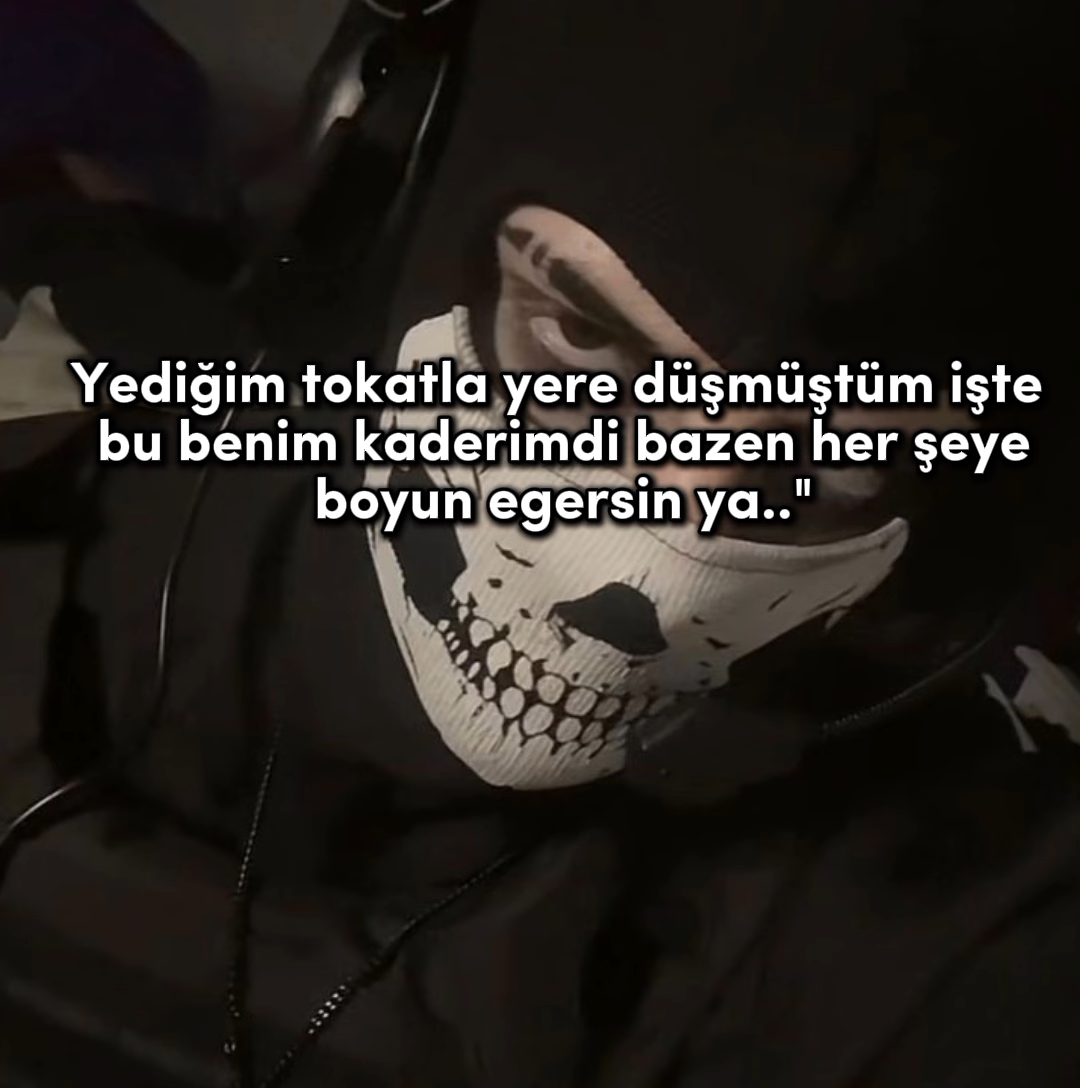 Yediğim tokatla yere düşmüştüm işte
bu benim kaderimdi bazen her şeye
boyun egersin ya.."